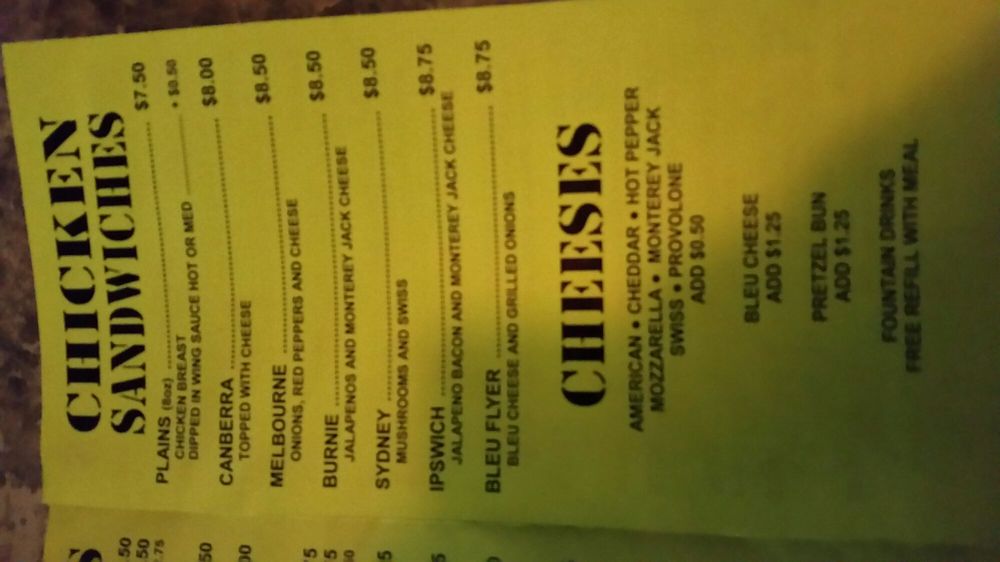 CHICKEN
SANDWICHES
PLAINS (8oz) ........ $7.50
CHICKEN BREAST
DIPPED IN WING SAUCE HOT OR MED ........ + $0.50
CANBERRA ........ $8.00
TOPPED WITH CHEESE
MELBOURNE ........ $8.50
ONIONS, RED PEPPERS AND CHEESE
BURNIE ........ $8.50
JALAPENOS AND MONTEREY JACK CHEESE
SYDNEY ........ $8.50
MUSHROOMS AND SWISS
IPSWICH ........ $8.75
JALAPENO BACON AND MONTEREY JACK CHEESE
BLEU FLYER ........ $8.75
BLEU CHEESE AND GRILLED ONIONS
CHEESES
AMERICAN • CHEDDAR • HOT PEPPER
MOZZARELLA • MONTEREY JACK
SWISS • PROVOLONE
ADD $0.50
BLEU CHEESE
ADD $1.25
PRETZEL BUN
ADD $1.25
FOUNTAIN DRINKS
FREE REFILL WITH MEAL